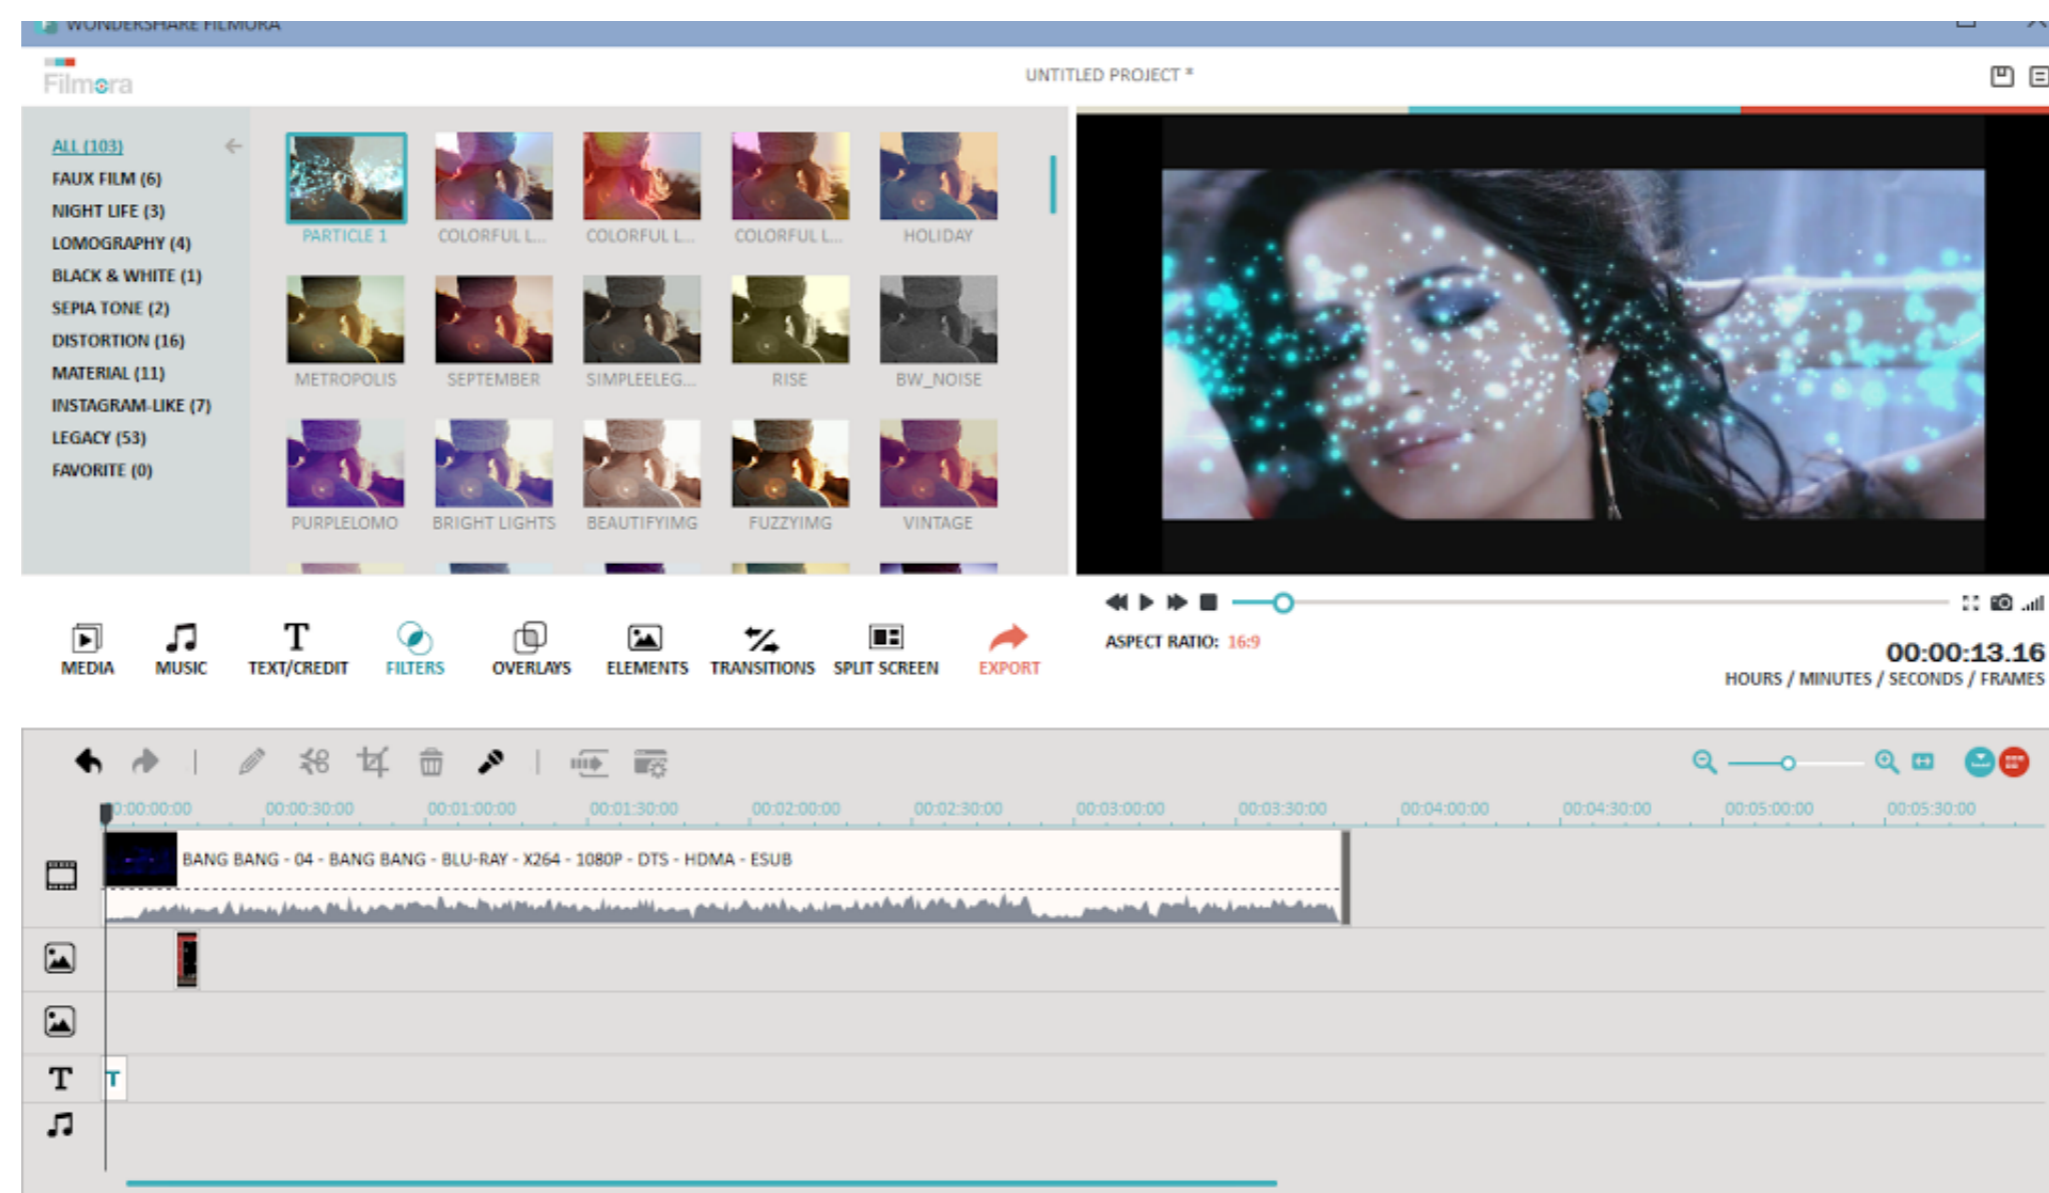 WONDERSHARE FILMORA
Filmora
UNTITLED PROJECT *
ALL (103)
FAUX FILM (6)
NIGHT LIFE (3)
LOMOGRAPHY (4)
BLACK & WHITE (1)
SEPIA TONE (2)
DISTORTION (16)
MATERIAL (11)
INSTAGRAM-LIKE (7)
LEGACY (53)
FAVORITE (0)
PARTICLE 1 COLORFUL L... COLORFUL L... COLORFUL L... HOLIDAY
METROPOLIS SEPTEMBER SIMPLEELEG... RISE BW_NOISE
PURPLELOMO BRIGHT LIGHTS BEAUTIFYIMG FUZZYIMG VINTAGE
MEDIA MUSIC TEXT/CREDIT FILTERS OVERLAYS ELEMENTS TRANSITIONS SPLIT SCREEN EXPORT
ASPECT RATIO: 16:9
00:00:13.16
HOURS / MINUTES / SECONDS / FRAMES
0:00:00:00 00:00:30:00 00:01:00:00 00:01:30:00 00:02:00:00 00:02:30:00 00:03:00:00 00:03:30:00 00:04:00:00 00:04:30:00 00:05:00:00 00:05:30:00
BANG BANG - 04 - BANG BANG - BLU-RAY - X264 - 1080P - DTS - HDMA - ESUB
T
T